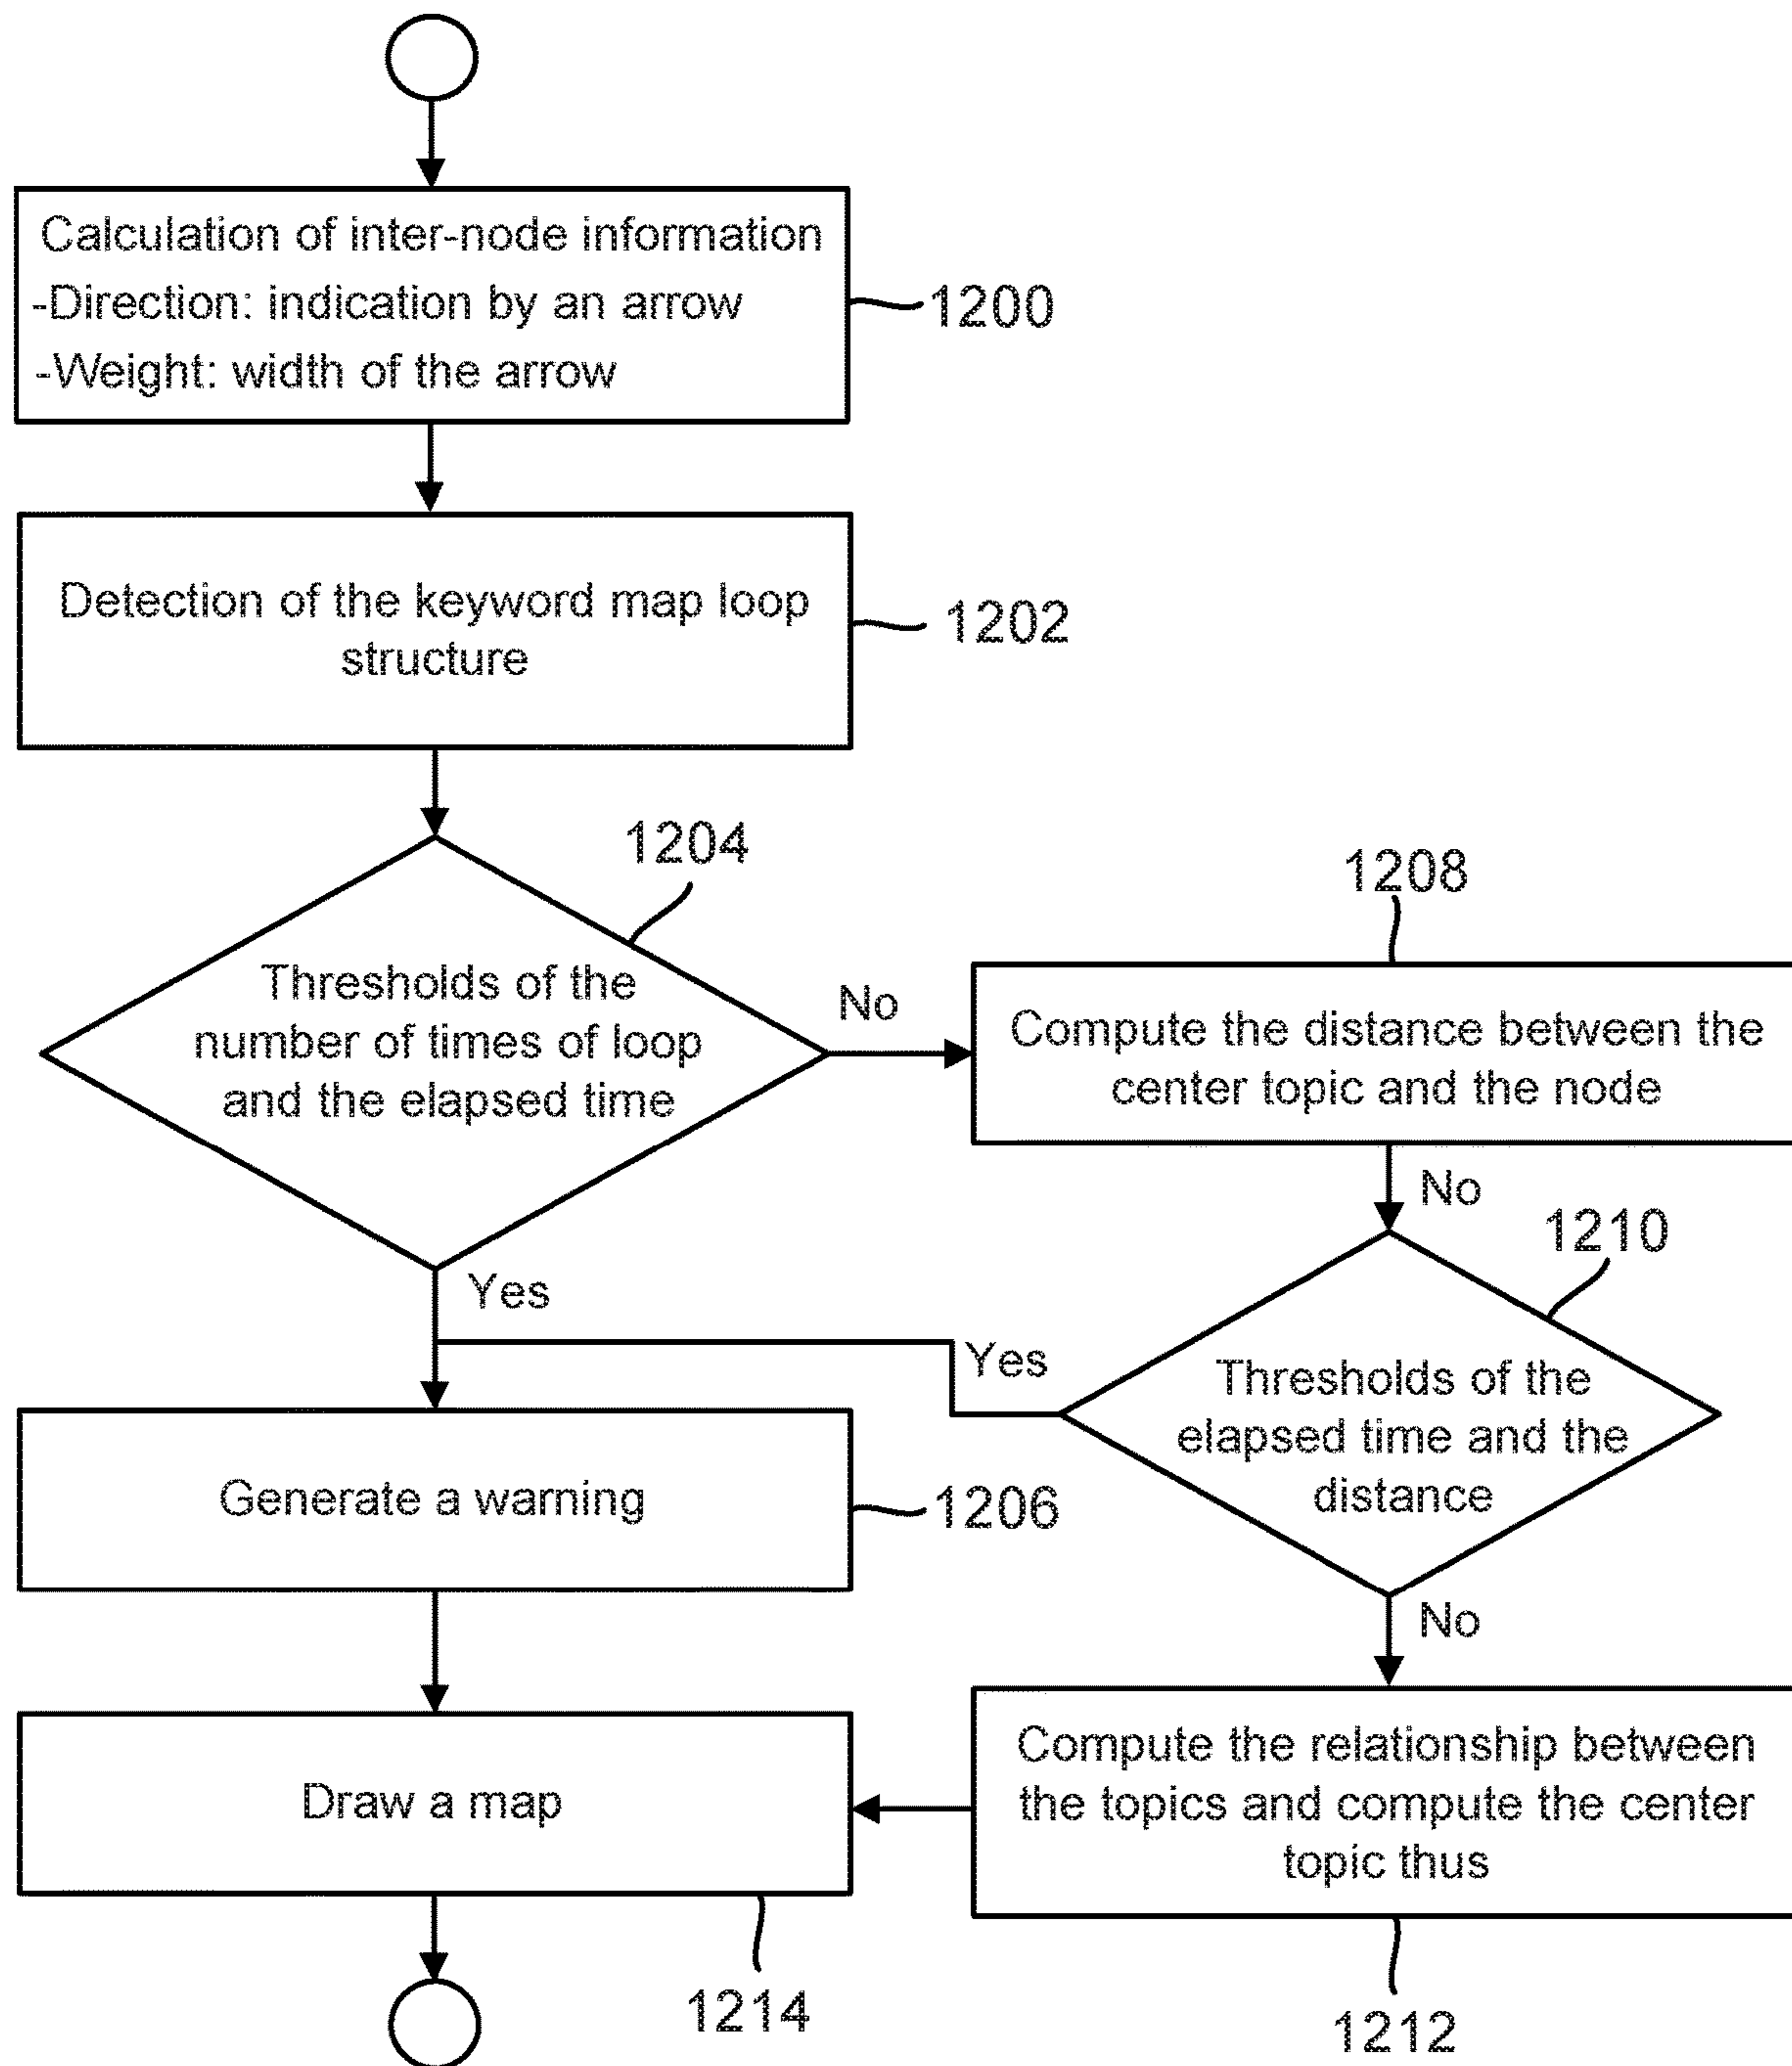 Calculation of inter-node information
-Direction: indication by an arrow
-Weight: width of the arrow
1200
Detection of the keyword map loop
structure
1202
1204
Thresholds of the
number of times of loop
and the elapsed time
No
1208
Compute the distance between the
center topic and the node
No
1210
Yes
Yes
Thresholds of the
elapsed time and the
distance
Generate a warning
1206
No
Draw a map
Compute the relationship between
the topics and compute the center
topic thus
1214
1212